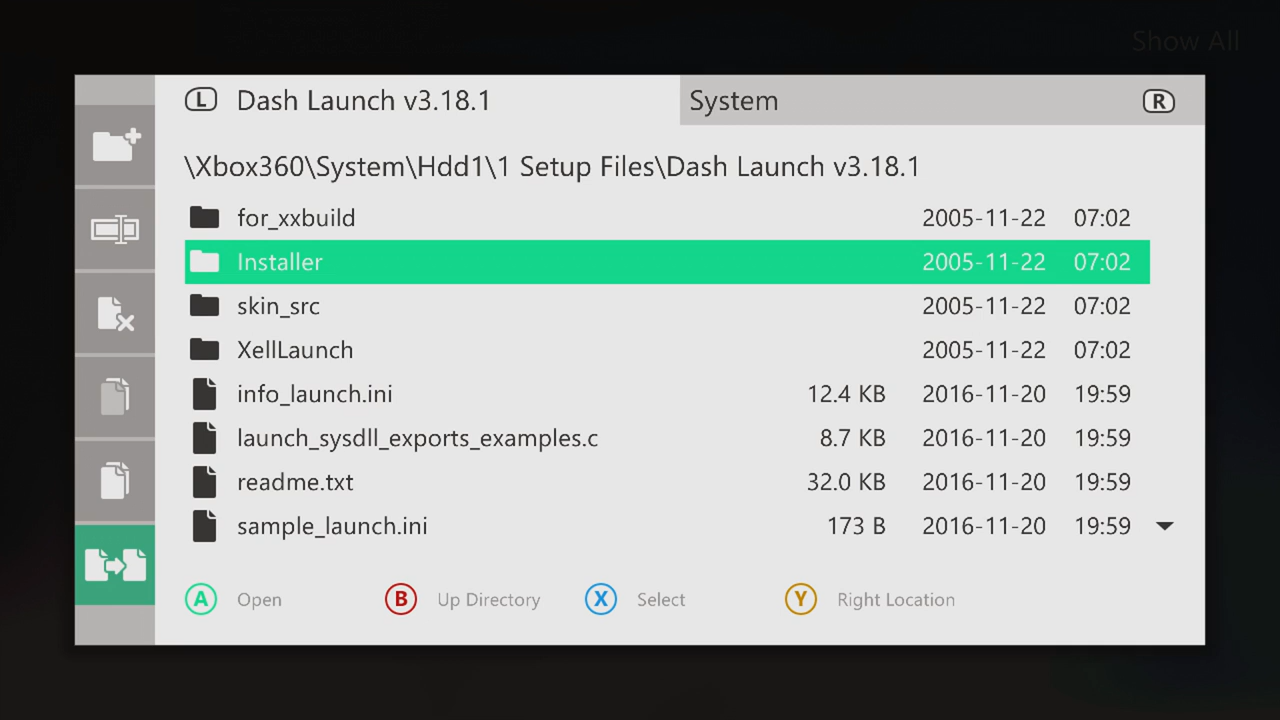 Show All
L Dash Launch v3.18.1 System R
\Xbox360\System\Hdd1\1 Setup Files\Dash Launch v3.18.1
for_xxbuild 2005-11-22 07:02
Installer 2005-11-22 07:02
skin_src 2005-11-22 07:02
XellLaunch 2005-11-22 07:02
info_launch.ini 12.4 KB 2016-11-20 19:59
launch_sysdll_exports_examples.c 8.7 KB 2016-11-20 19:59
readme.txt 32.0 KB 2016-11-20 19:59
sample_launch.ini 173 B 2016-11-20 19:59
A Open B Up Directory X Select Y Right Location